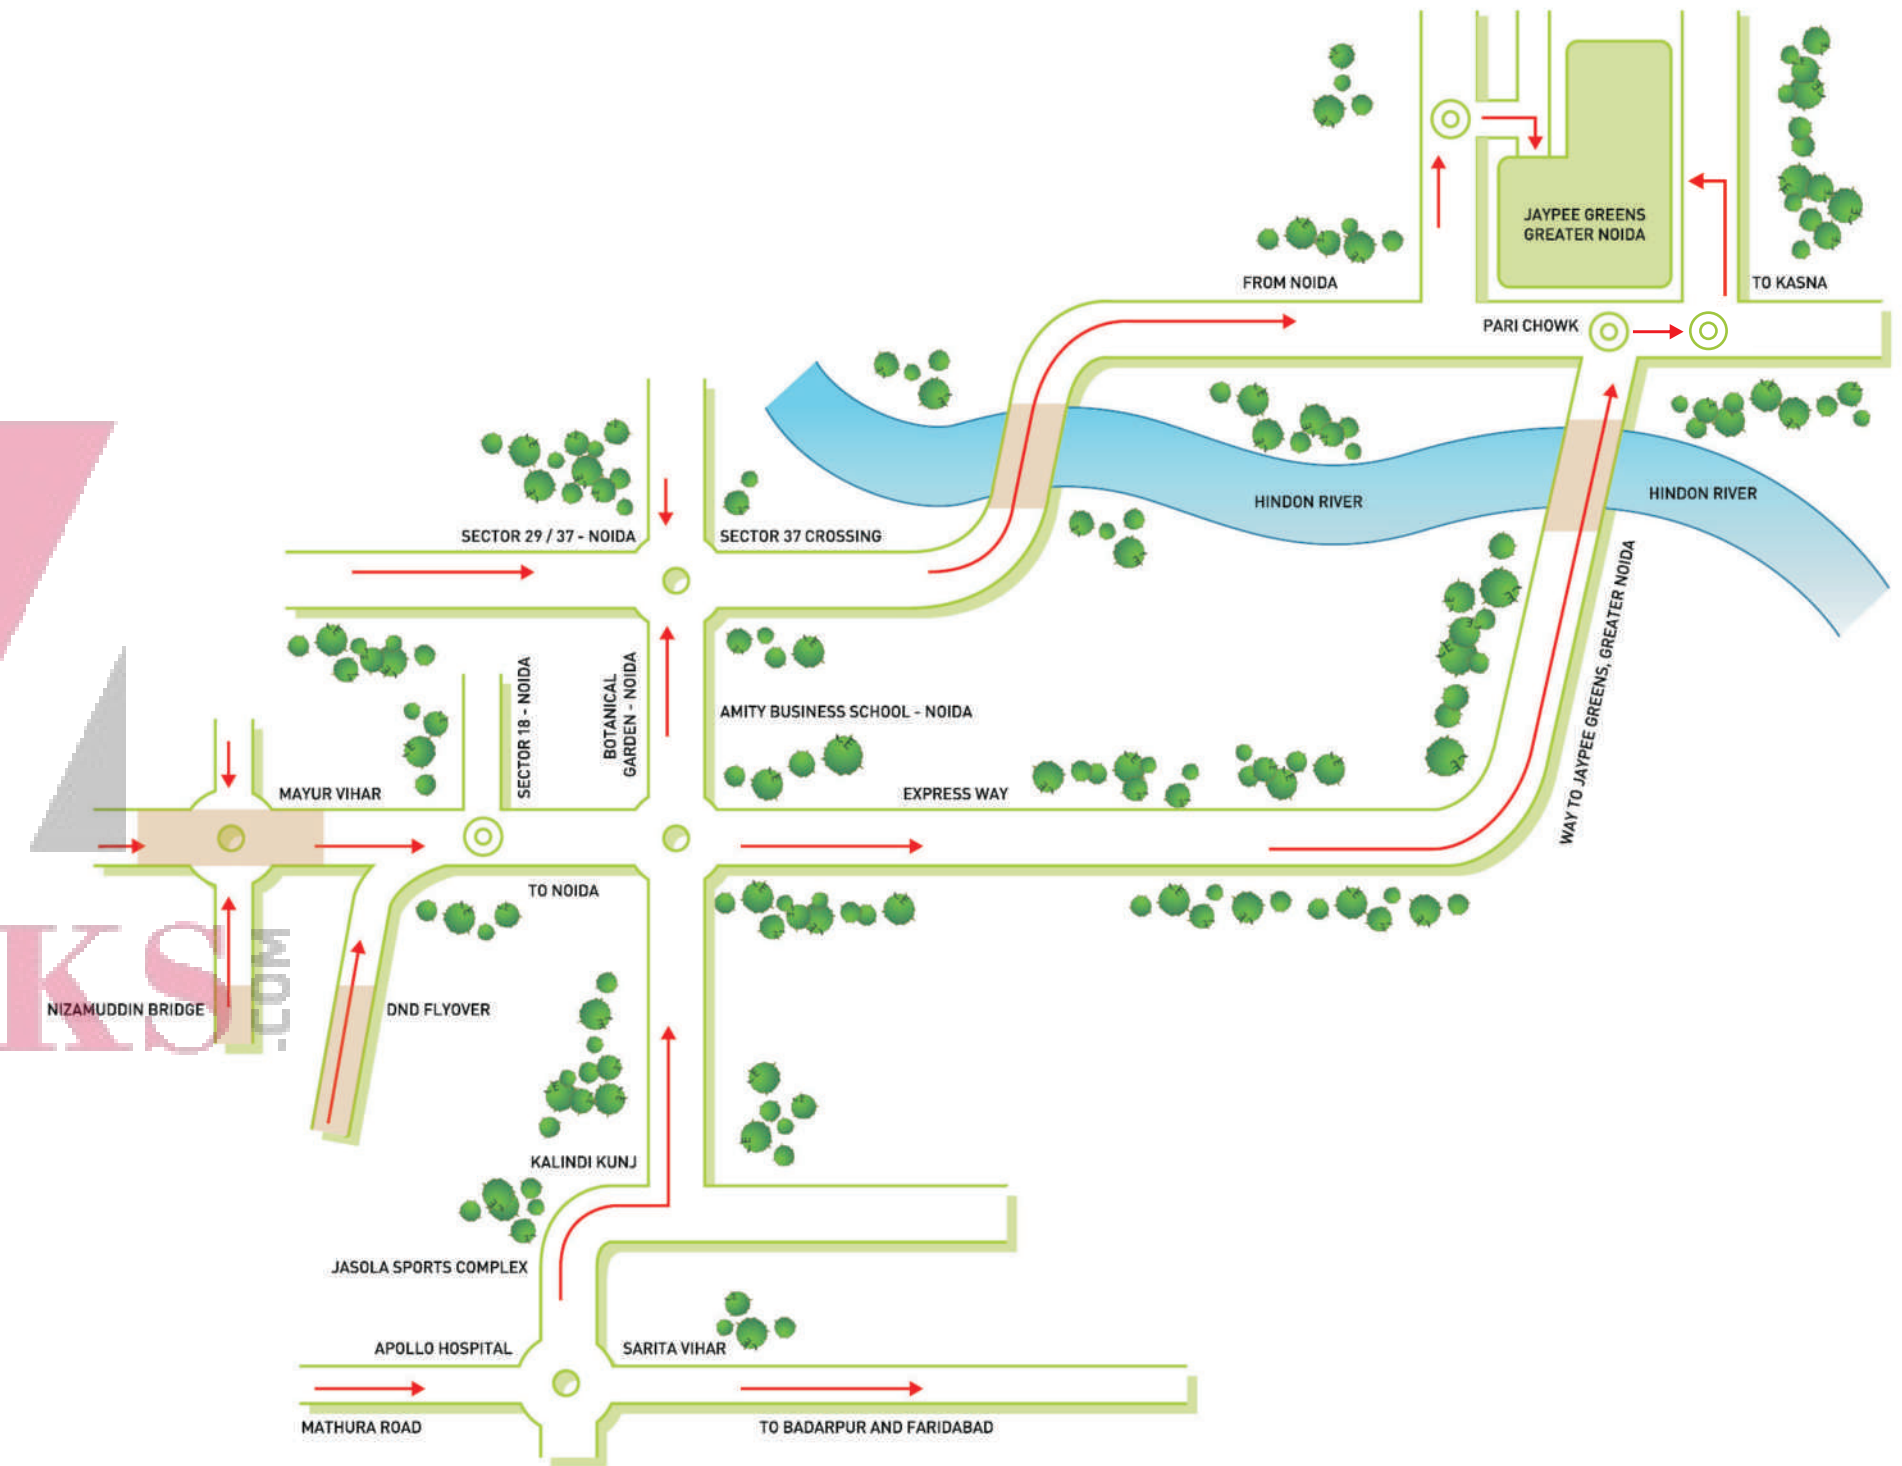 JAYPEE GREENS
GREATER NOIDA
FROM NOIDA
TO KASNA
PARI CHOWK
HINDON RIVER
HINDON RIVER
SECTOR 29 / 37 - NOIDA
SECTOR 37 CROSSING
WAY TO JAYPEE GREENS, GREATER NOIDA
SECTOR 18 - NOIDA
BOTANICAL
GARDEN - NOIDA
AMITY BUSINESS SCHOOL - NOIDA
MAYUR VIHAR
EXPRESS WAY
TO NOIDA
KS
.COM
NIZAMUDDIN BRIDGE
DND FLYOVER
KALINDI KUNJ
JASOLA SPORTS COMPLEX
APOLLO HOSPITAL
SARITA VIHAR
MATHURA ROAD
TO BADARPUR AND FARIDABAD